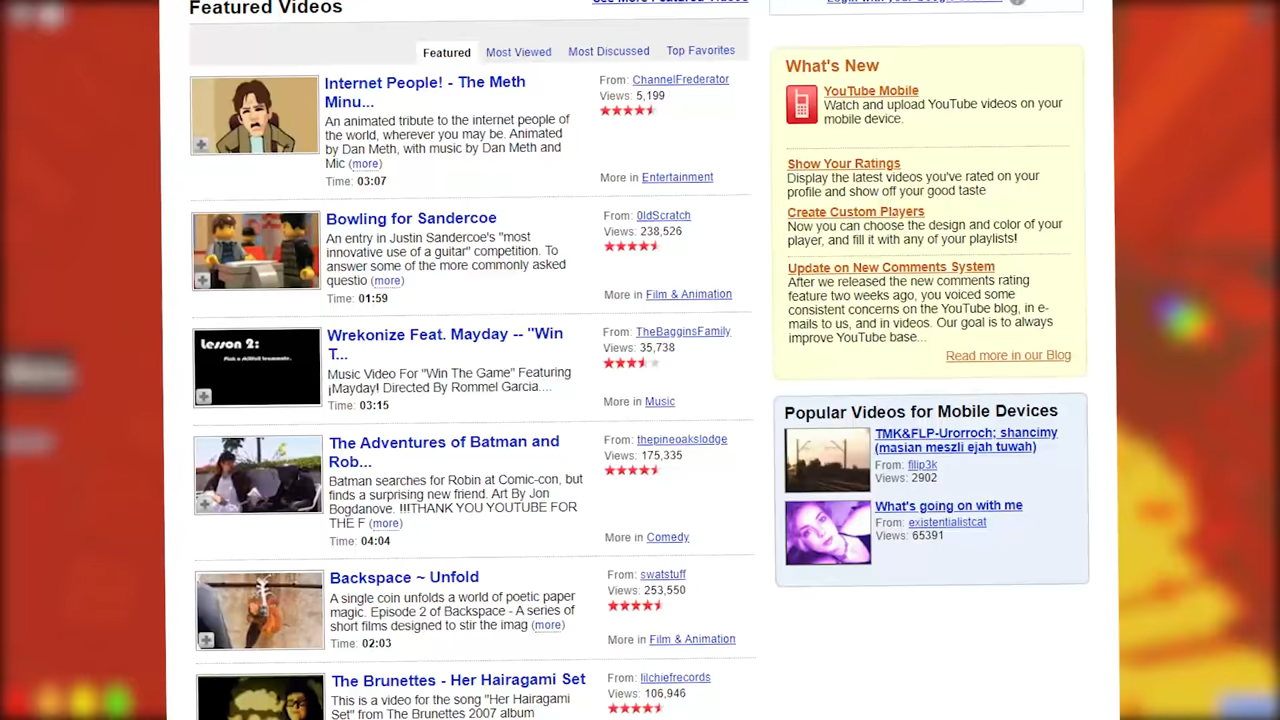 Featured Videos
See More Featured Videos
Featured
Most Viewed
Most Discussed
Top Favorites
Internet People! - The Meth
Minu...
An animated tribute to the internet people of
the world, wherever you may be. Animated
by Dan Meth, with music by Dan Meth and
Mic (more)
Time: 03:07
From: ChannelFrederator
Views: 5,199
More in Entertainment
Bowling for Sandercoe
An entry in Justin Sandercoe's "most
innovative use of a guitar" competition. To
answer some of the more commonly asked
questio (more)
Time: 01:59
From: 0ldScratch
Views: 238,526
More in Film & Animation
Lesson 2:
Wrekonize Feat. Mayday -- "Win
T...
Music Video For "Win The Game" Featuring
¡Mayday! Directed By Rommel Garcia....
Time: 03:15
From: TheBagginsFamily
Views: 35,738
More in Music
The Adventures of Batman and
Rob...
Batman searches for Robin at Comic-con, but
finds a surprising new friend. Art By Jon
Bogdanove. !!!THANK YOU YOUTUBE FOR
THE F (more)
Time: 04:04
From: thepineoakslodge
Views: 175,335
More in Comedy
Backspace ~ Unfold
A single coin unfolds a world of poetic paper
magic. Episode 2 of Backspace - A series of
short films designed to stir the imag (more)
Time: 02:03
From: swatstuff
Views: 253,550
More in Film & Animation
The Brunettes - Her Hairagami Set
This is a video for the song "Her Hairagami
Set" from The Brunettes 2007 album
From: lilchiefrecords
Views: 106,946
What's New
YouTube Mobile
Watch and upload YouTube videos on your
mobile device.
Show Your Ratings
Display the latest videos you've rated on your
profile and show off your good taste
Create Custom Players
Now you can choose the design and color of your
player, and fill it with any of your playlists!
Update on New Comments System
After we released the new comments rating
feature two weeks ago, you voiced some
consistent concerns on the YouTube blog, in e-
mails to us, and in videos. Our goal is to always
improve YouTube base...
Read more in our Blog
Popular Videos for Mobile Devices
TMK&FLP-Urorroch; shancimy
(masian meszli ejah tuwah)
From: filip3k
Views: 2902
What's going on with me
From: existentialistcat
Views: 65391